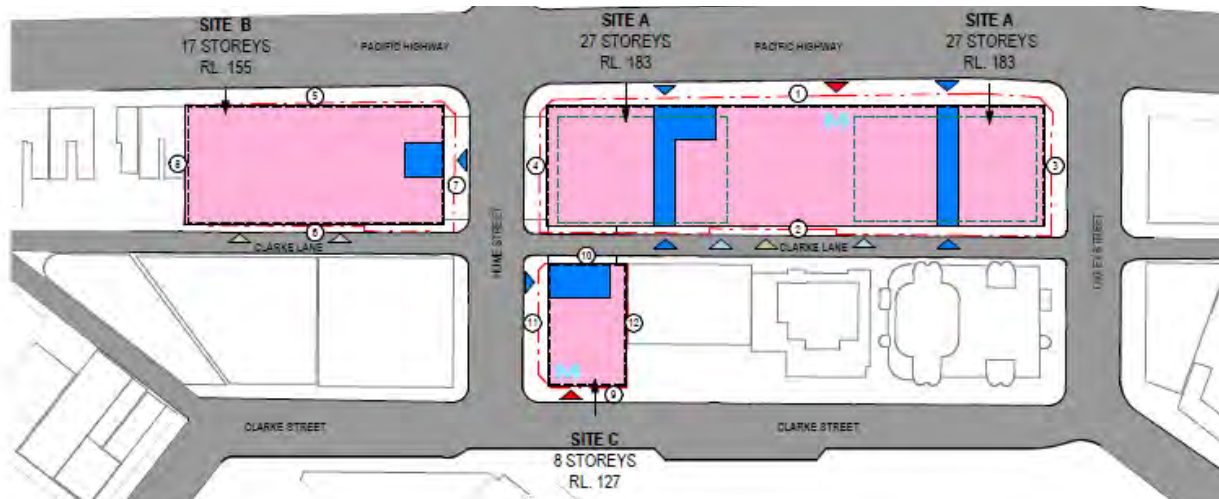 SITE B
17 STOREYS
RL. 155
PACIFIC HIGHWAY
SITE A
27 STOREYS
RL. 183
PACIFIC HIGHWAY
SITE A
27 STOREYS
RL. 183
5
1
M
8
7
4
3
6
2
CLARKE LANE
CLARKE LANE
HUME STREET
OXLEY STREET
10
11
12
M
9
CLARKE STREET
CLARKE STREET
SITE C
8 STOREYS
RL. 127